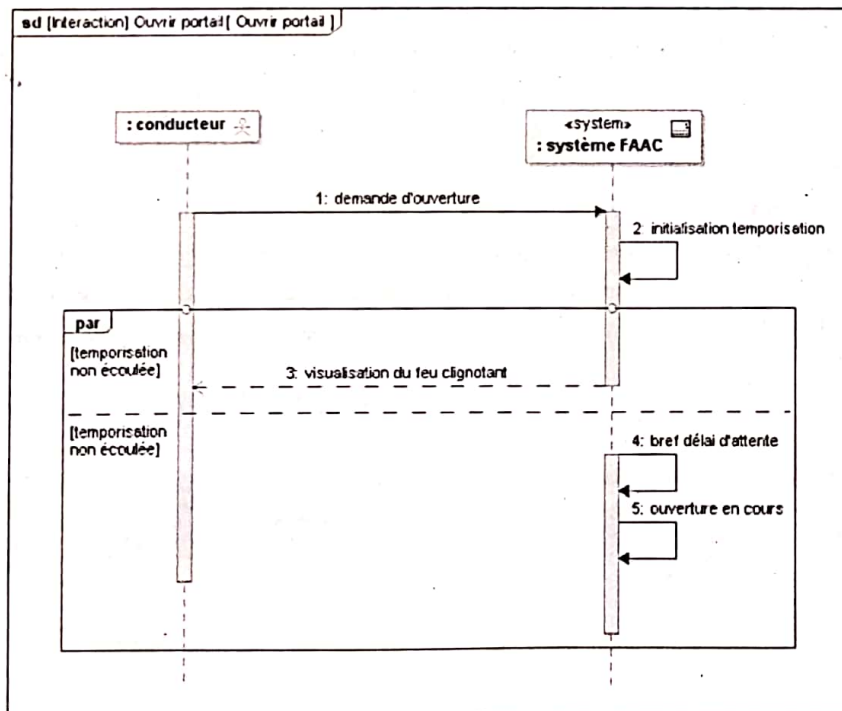 sd [Interaction] Ouvrir portail [ Ouvrir portail ]
: conducteur
«system»
: système FAAC
1: demande d'ouverture
2: initialisation temporisation
par
[temporisation
non écoulée]
3: visualisation du feu clignotant
[temporisation
non écoulée]
4: bref délai d'attente
5: ouverture en cours